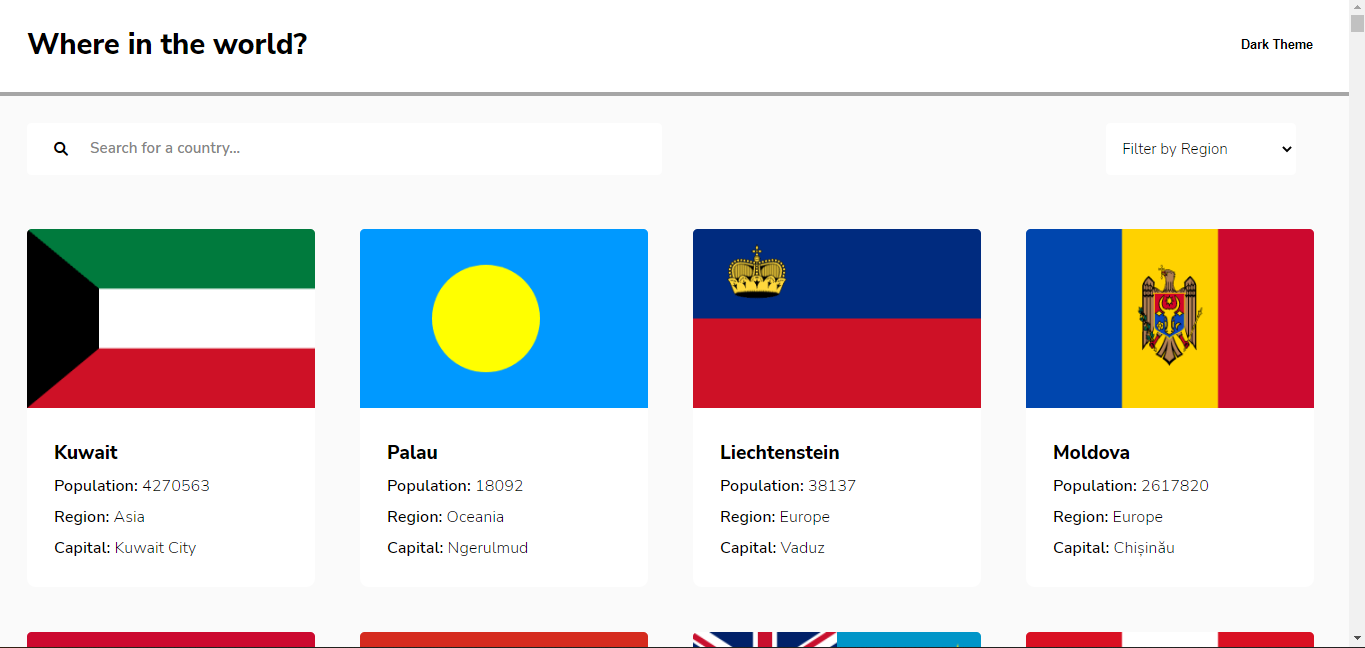 Where in the world?
Dark Theme
Search for a country...
Filter by Region
Kuwait
Population: 4270563
Region: Asia
Capital: Kuwait City
Palau
Population: 18092
Region: Oceania
Capital: Ngerulmud
Liechtenstein
Population: 38137
Region: Europe
Capital: Vaduz
Moldova
Population: 2617820
Region: Europe
Capital: Chișinău